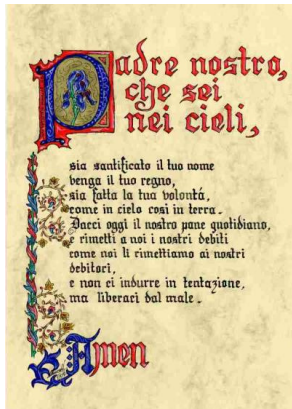 Padre nostro,
che sei
nei cieli,
sia santificato il tuo nome
venga il tuo regno,
sia fatta la tua volontá,
come in cielo cosi in terra.
Dacci oggi il nostro pane quotidiano,
e rimetti a noi i nostri debiti
come noi li rimettiamo ai nostri
debitori,
e non ci indurre in tentazione,
ma liberaci dal male.
Amen